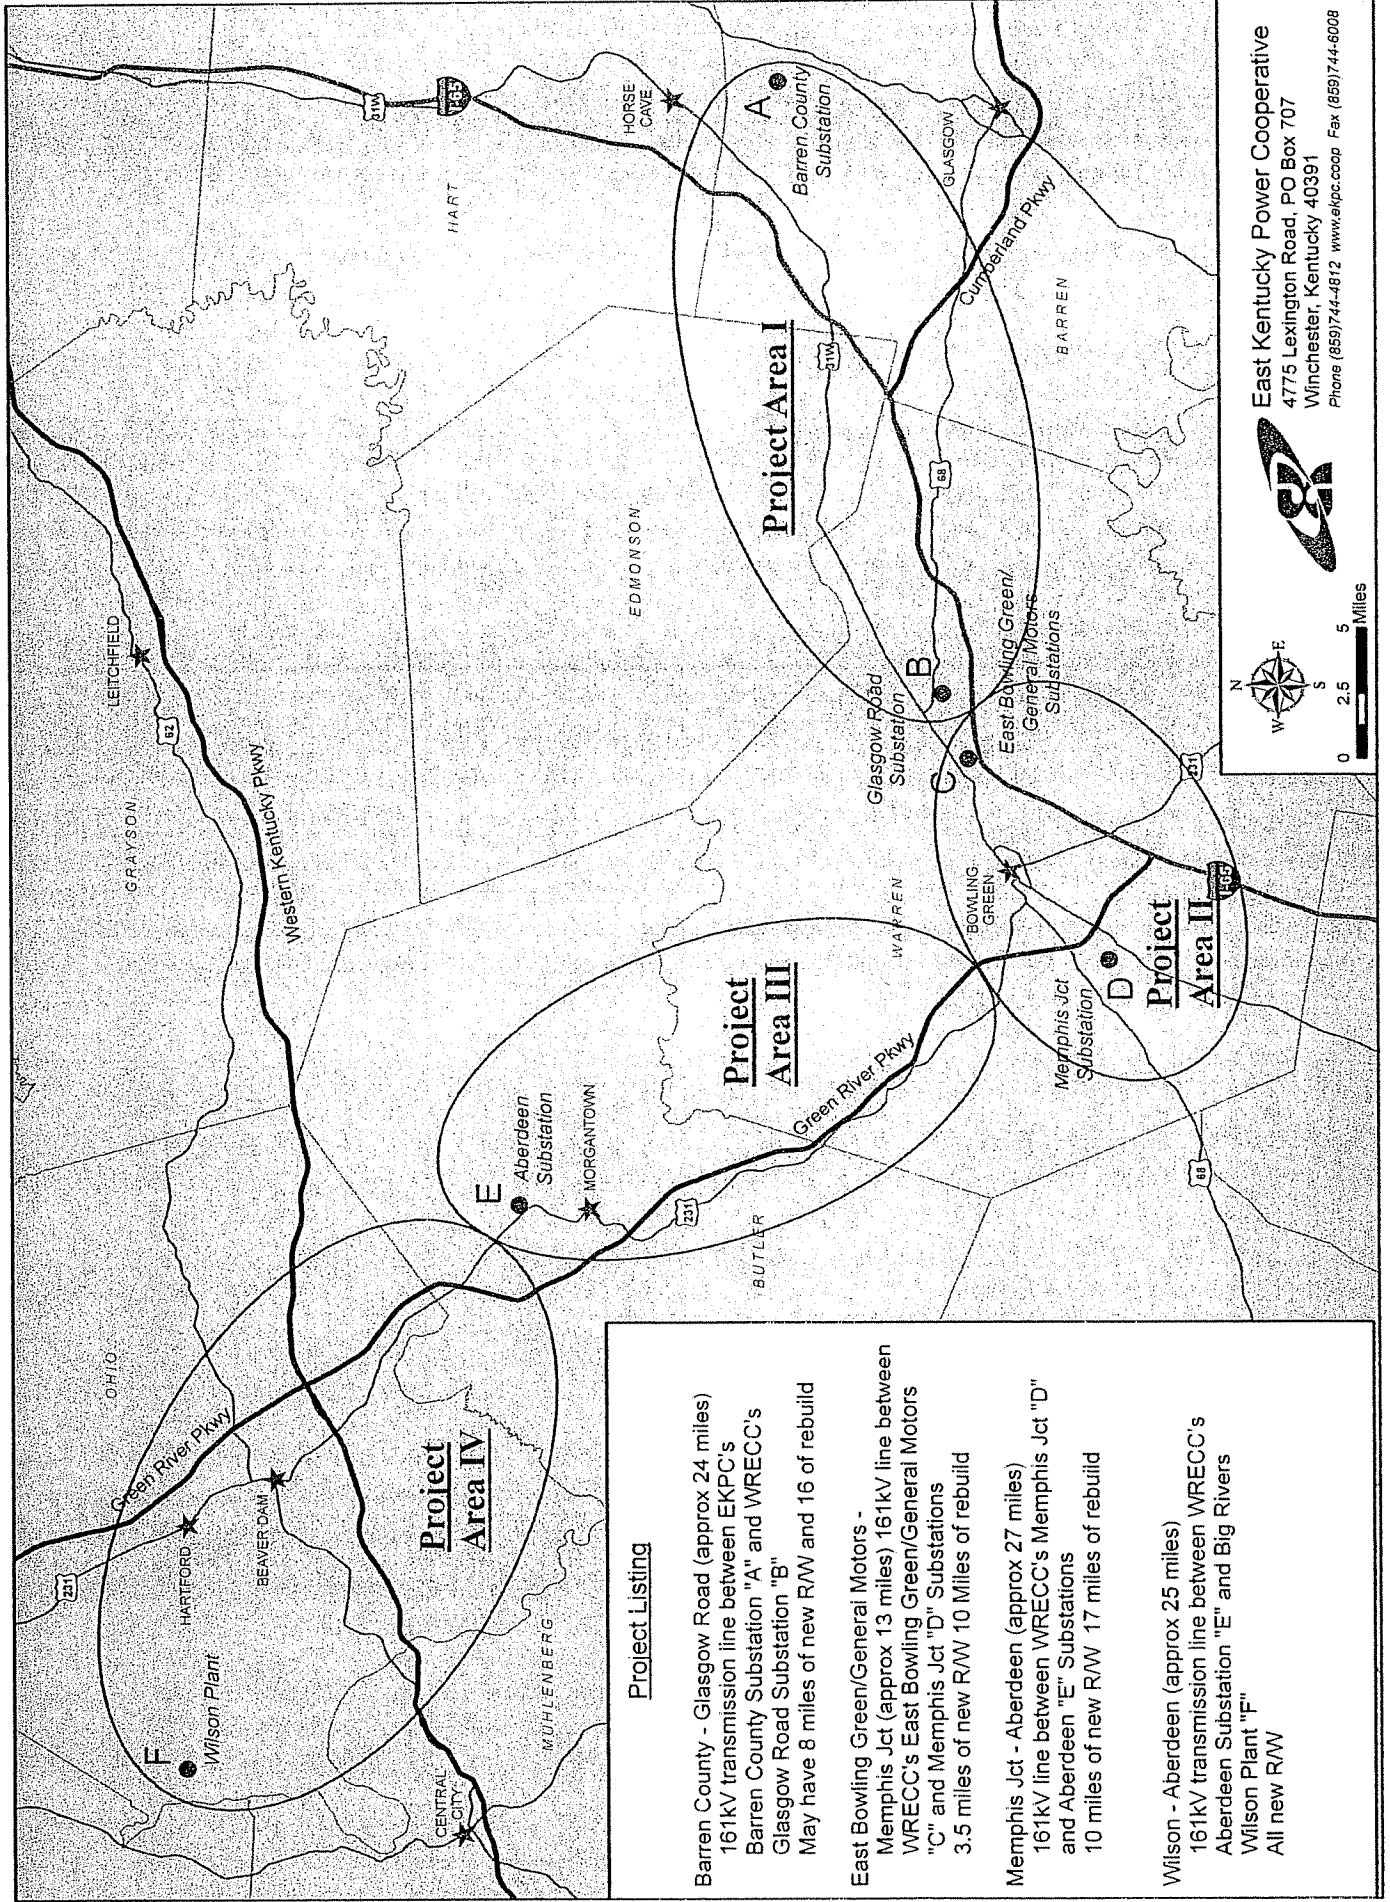 Project Listing
Barren County - Glasgow Road (approx 24 miles)
161kV transmission line between EKPC's
Barren County Substation "A" and WRECC's
Glasgow Road Substation "B"
May have 8 miles of new R/W and 16 of rebuild
East Bowling Green/General Motors -
Memphis Jct (approx 13 miles) 161kV line between
WRECC's East Bowling Green/General Motors
"C" and Memphis Jct "D" Substations
3.5 miles of new R/W 10 Miles of rebuild
Memphis Jct - Aberdeen (approx 27 miles)
161kV line between WRECC's Memphis Jct "D"
and Aberdeen "E" Substations
10 miles of new R/W 17 miles of rebuild
Wilson - Aberdeen (approx 25 miles)
161kV transmission line between WRECC's
Aberdeen Substation "E" and Big Rivers
Wilson Plant "F"
All new R/W
231
Green River Pkwy
OHIO
HARTFORD
BEAVER DAM
F
Wilson Plant
Project
Area IV
CENTRAL
CITY
MUHLENBERG
LEITCHFIELD
62
GRAYSON
Western Kentucky Pkwy
E
Aberdeen
Substation
MORGANTOWN
231
BUTLER
Project
Area III
Green River Pkwy
WARREN
EDMONSON
HART
31W
I-65
HORSE
CAVE
A
Barren County
Substation
GLASGOW
Cumberland Pkwy
BARREN
Project Area I
31W
68
Glasgow Road
Substation
B
C
East Bowling Green/
General Motors
Substations
BOWLING
GREEN
231
Memphis Jct
Substation
D
Project
Area II
I-65
68
N
W
E
S
0 2.5 5
Miles
East Kentucky Power Cooperative
4775 Lexington Road, PO Box 707
Winchester, Kentucky 40391
Phone (859)744-4812 www.ekpc.coop Fax (859)744-6008